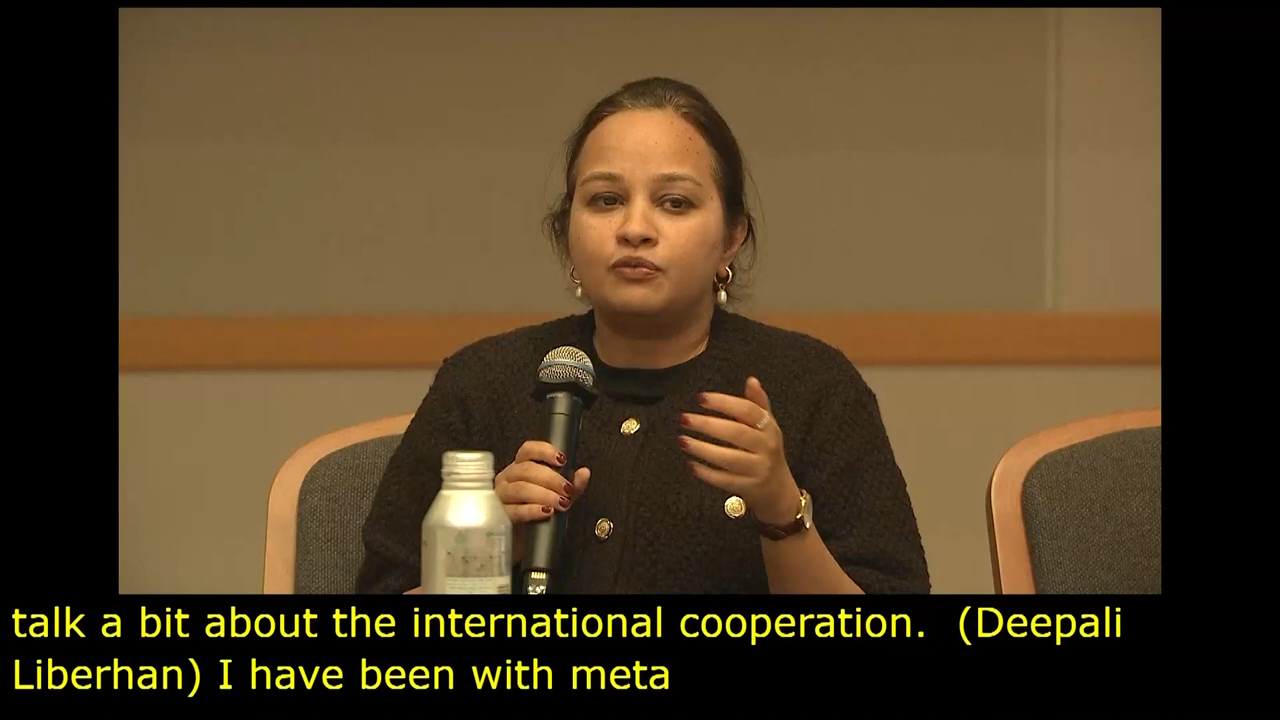 talk a bit about the international cooperation.  (Deepali
Liberhan) I have been with meta